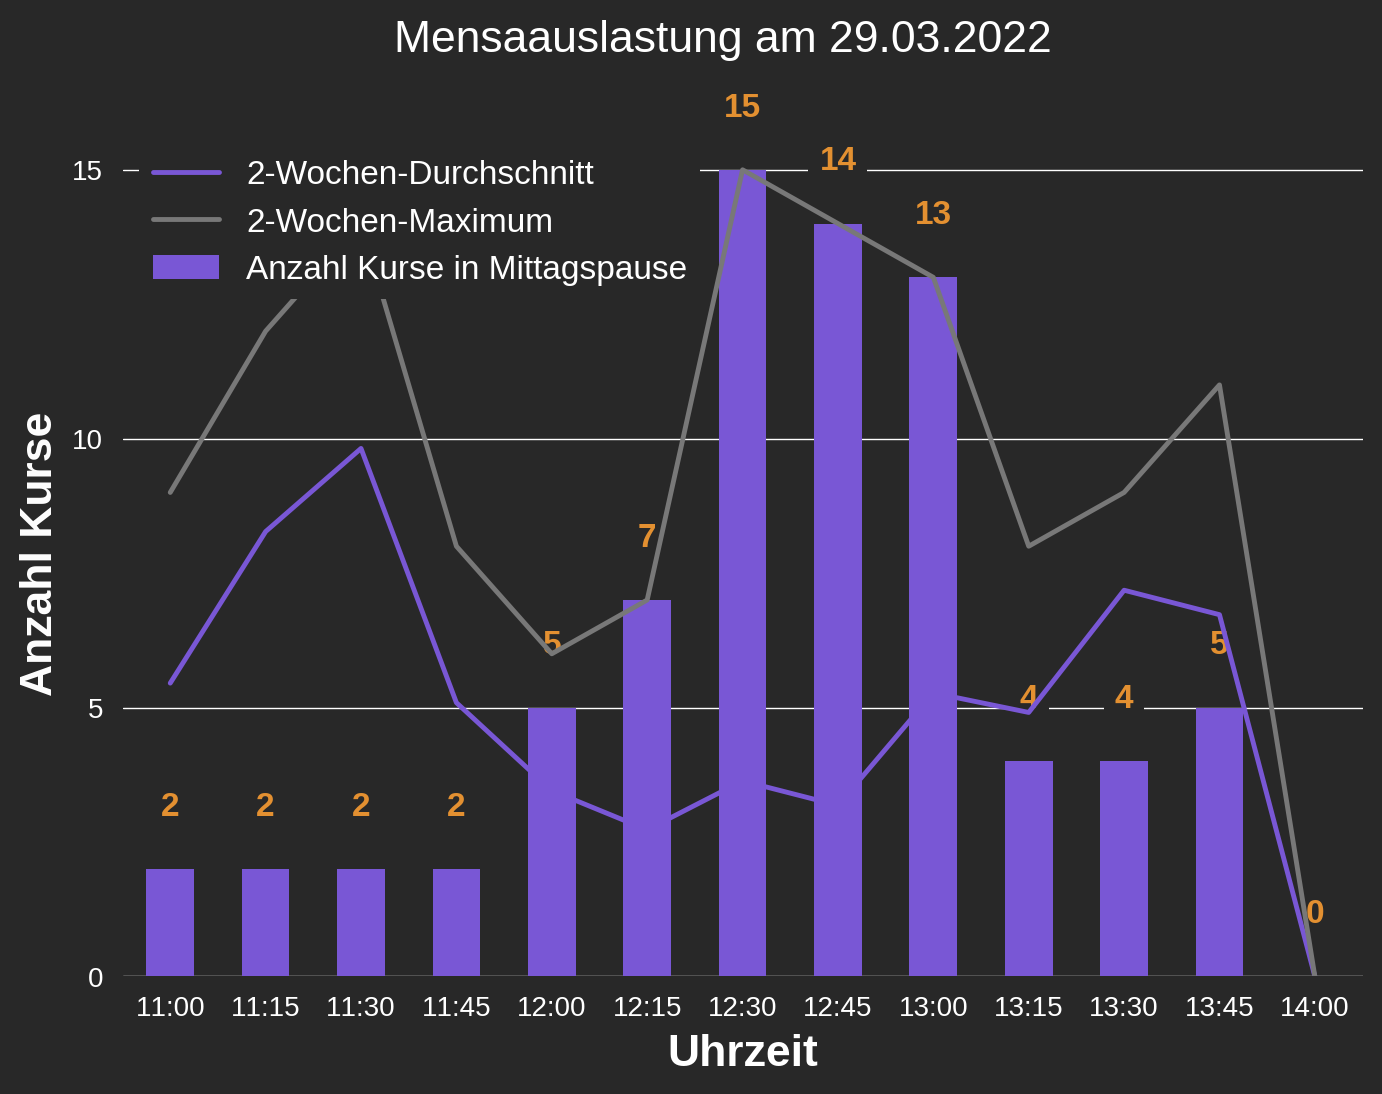 Mensaauslastung am 29.03.2022
15
14
13
15
2-Wochen-Durchschnitt
2-Wochen-Maximum
Anzahl Kurse in Mittagspause
10
7
5
5
5
4
4
2
2
2
2
0
0
Anzahl Kurse
11:00 11:15 11:30 11:45 12:00 12:15 12:30 12:45 13:00 13:15 13:30 13:45 14:00
Uhrzeit